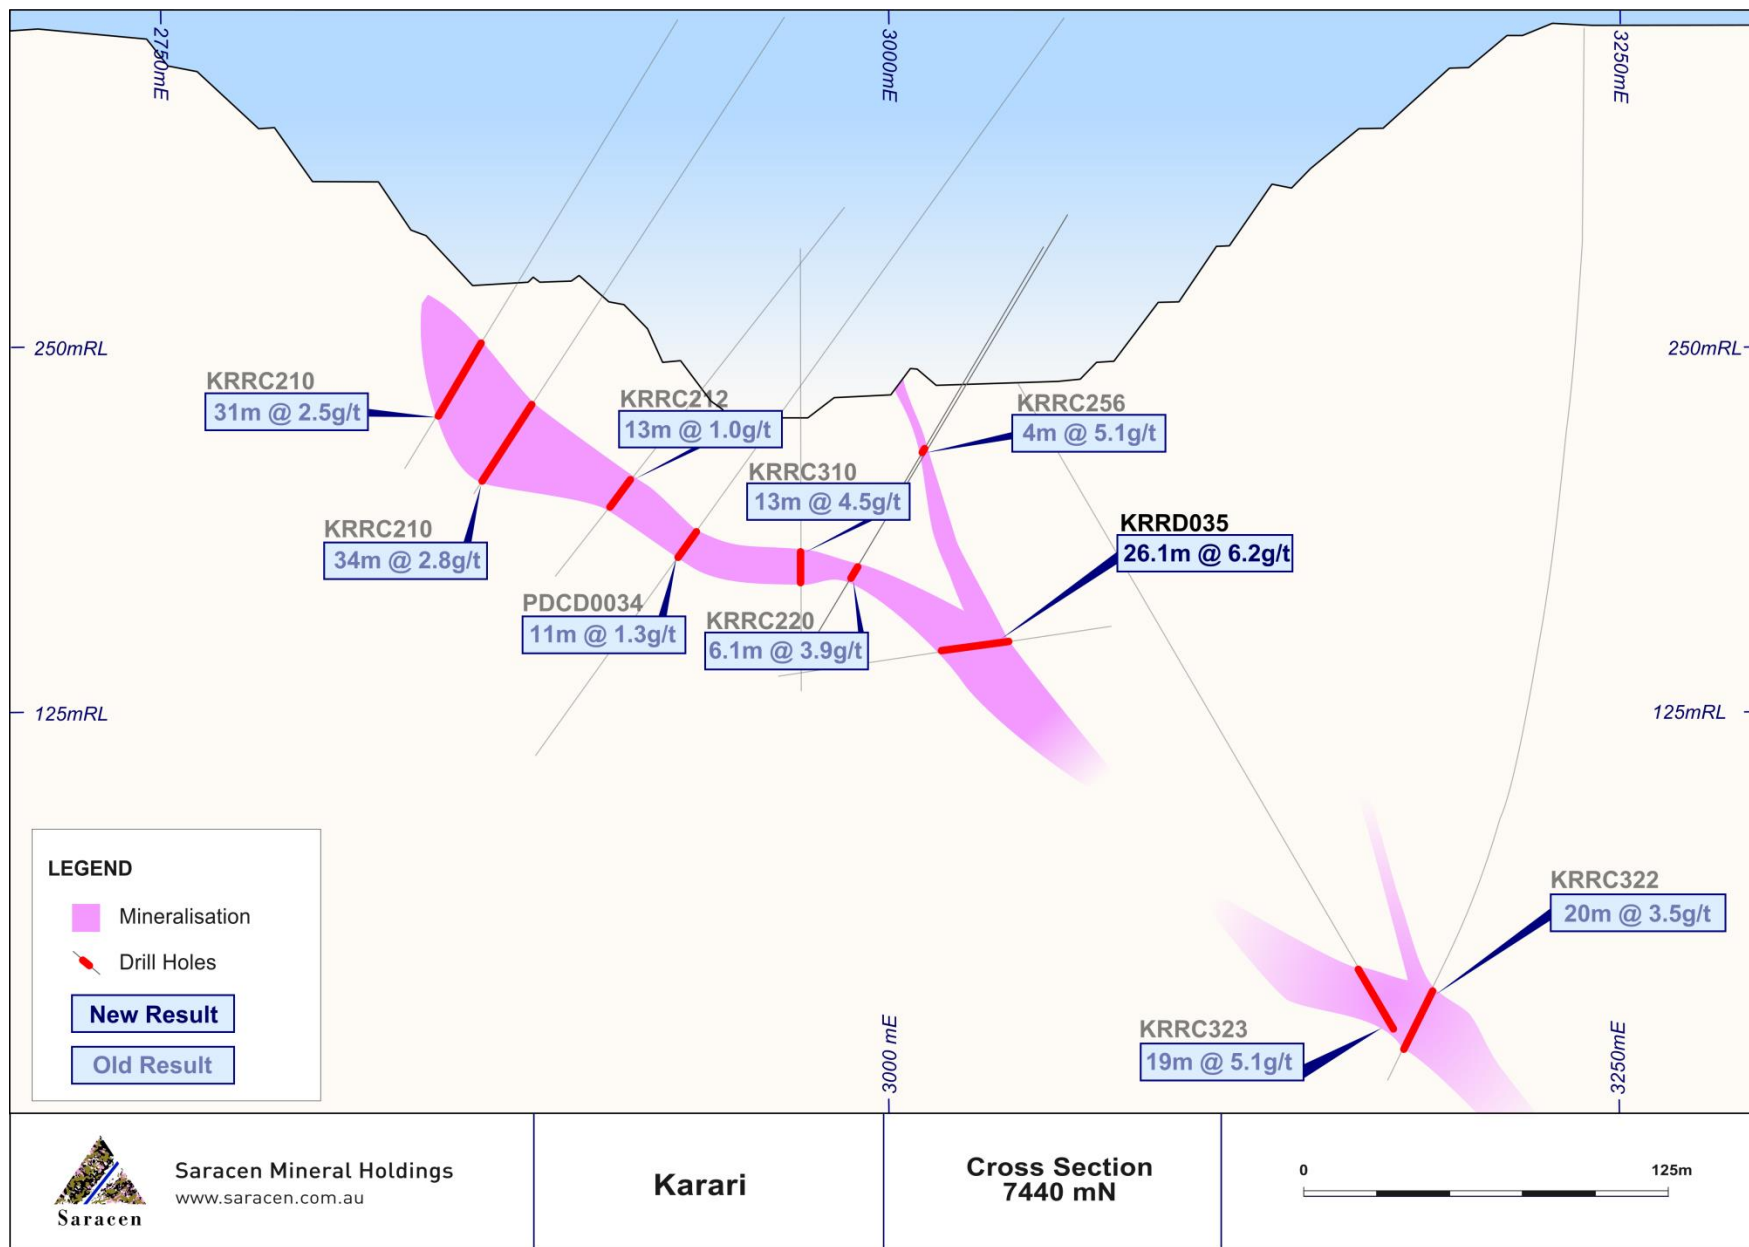 2750mE
3000mE
3250mE
250mRL
250mRL
KRRC210
31m @ 2.5g/t
KRRC212
13m @ 1.0g/t
KRRC256
4m @ 5.1g/t
KRRC310
13m @ 4.5g/t
KRRC210
34m @ 2.8g/t
KRRD035
26.1m @ 6.2g/t
PDCD0034
11m @ 1.3g/t
KRRC220
6.1m @ 3.9g/t
125mRL
125mRL
LEGEND
Mineralisation
Drill Holes
New Result
Old Result
KRRC322
20m @ 3.5g/t
KRRC323
19m @ 5.1g/t
3000 mE
3250mE
Saracen
Saracen Mineral Holdings
www.saracen.com.au
Karari
Cross Section
7440 mN
0
125m